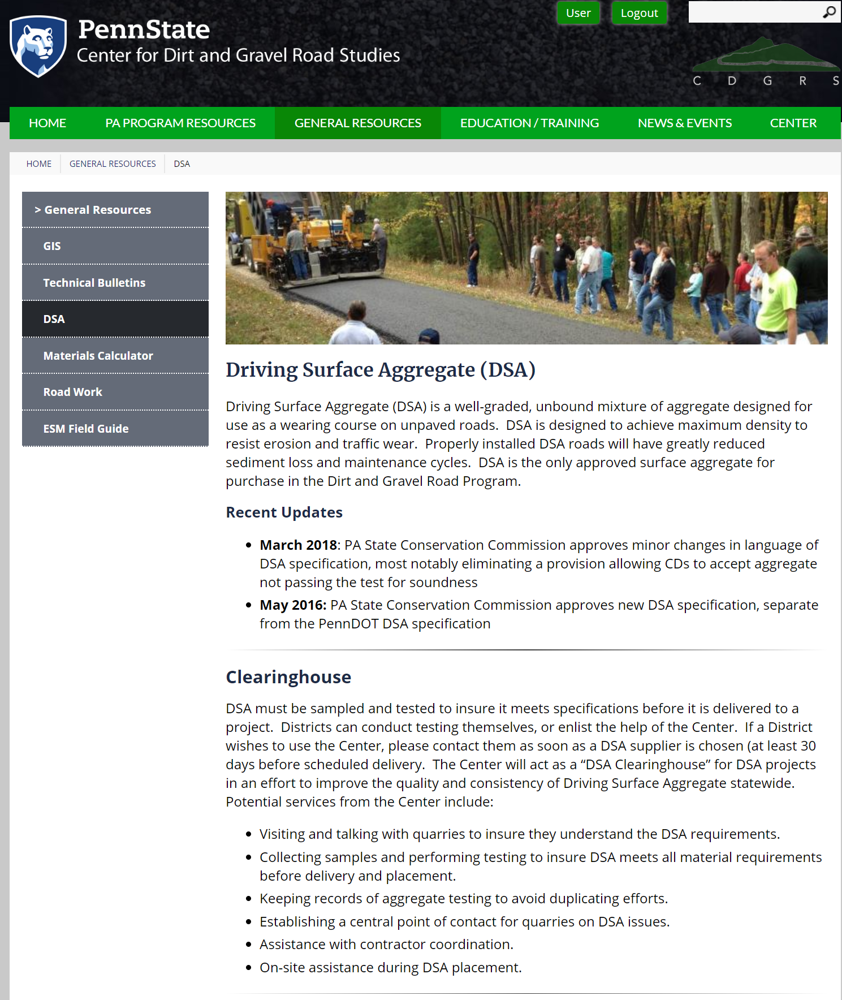 User
Logout
PennState
Center for Dirt and Gravel Road Studies
C D G R S
HOME
PA PROGRAM RESOURCES
GENERAL RESOURCES
EDUCATION / TRAINING
NEWS & EVENTS
CENTER
HOME
GENERAL RESOURCES
DSA
> General Resources
GIS
Technical Bulletins
DSA
Materials Calculator
Road Work
ESM Field Guide
Driving Surface Aggregate (DSA)
Driving Surface Aggregate (DSA) is a well-graded, unbound mixture of aggregate designed for
use as a wearing course on unpaved roads.  DSA is designed to achieve maximum density to
resist erosion and traffic wear.  Properly installed DSA roads will have greatly reduced
sediment loss and maintenance cycles.  DSA is the only approved surface aggregate for
purchase in the Dirt and Gravel Road Program.
Recent Updates
• March 2018: PA State Conservation Commission approves minor changes in language of
DSA specification, most notably eliminating a provision allowing CDs to accept aggregate
not passing the test for soundness
• May 2016: PA State Conservation Commission approves new DSA specification, separate
from the PennDOT DSA specification
Clearinghouse
DSA must be sampled and tested to insure it meets specifications before it is delivered to a
project.  Districts can conduct testing themselves, or enlist the help of the Center.  If a District
wishes to use the Center, please contact them as soon as a DSA supplier is chosen (at least 30
days before scheduled delivery.  The Center will act as a “DSA Clearinghouse” for DSA projects
in an effort to improve the quality and consistency of Driving Surface Aggregate statewide.
Potential services from the Center include:
• Visiting and talking with quarries to insure they understand the DSA requirements.
• Collecting samples and performing testing to insure DSA meets all material requirements
before delivery and placement.
• Keeping records of aggregate testing to avoid duplicating efforts.
• Establishing a central point of contact for quarries on DSA issues.
• Assistance with contractor coordination.
• On-site assistance during DSA placement.